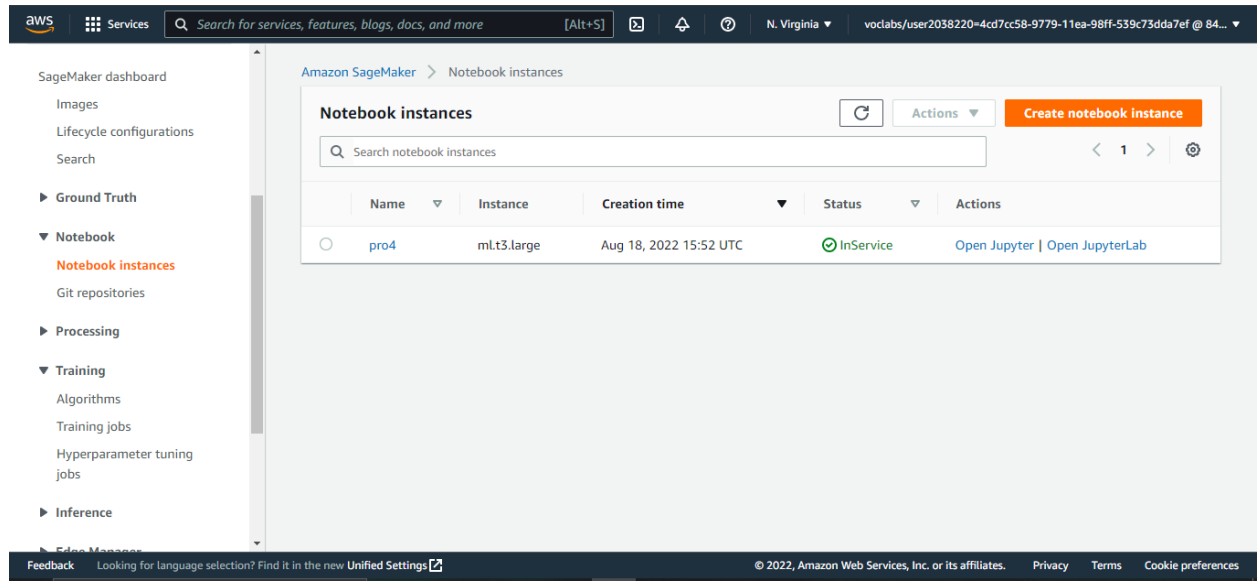 aws Services Search for services, features, blogs, docs, and more [Alt+S] N. Virginia ▼ voclabs/user2038220=4cd7cc58-9779-11ea-98ff-539c73dda7ef @ 84... ▼
SageMaker dashboard
Images
Lifecycle configurations
Search
Ground Truth
Notebook
Notebook instances
Git repositories
Processing
Training
Algorithms
Training jobs
Hyperparameter tuning
jobs
Inference
Edge Manager
Amazon SageMaker > Notebook instances
Notebook instances Actions ▼ Create notebook instance
Search notebook instances < 1 >
Name Instance Creation time Status Actions
pro4 ml.t3.large Aug 18, 2022 15:52 UTC InService Open Jupyter | Open JupyterLab
Feedback Looking for language selection? Find it in the new Unified Settings © 2022, Amazon Web Services, Inc. or its affiliates. Privacy Terms Cookie preferences